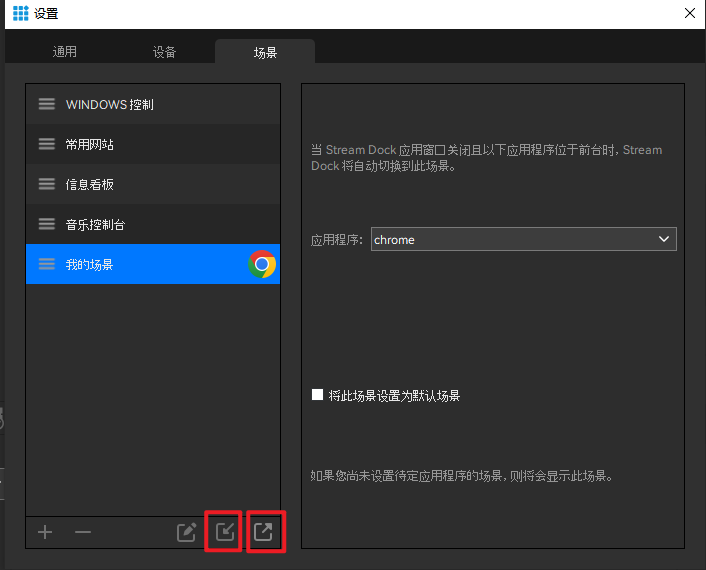 设置
通用
设备
场景
WINDOWS 控制
常用网站
信息看板
音乐控制台
我的场景
当 Stream Dock 应用窗口关闭且以下应用程序位于前台时, Stream
Dock 将自动切换到此场景。
应用程序:
chrome
将此场景设置为默认场景
如果您尚未设置待定应用程序的场景, 则将会显示此场景。